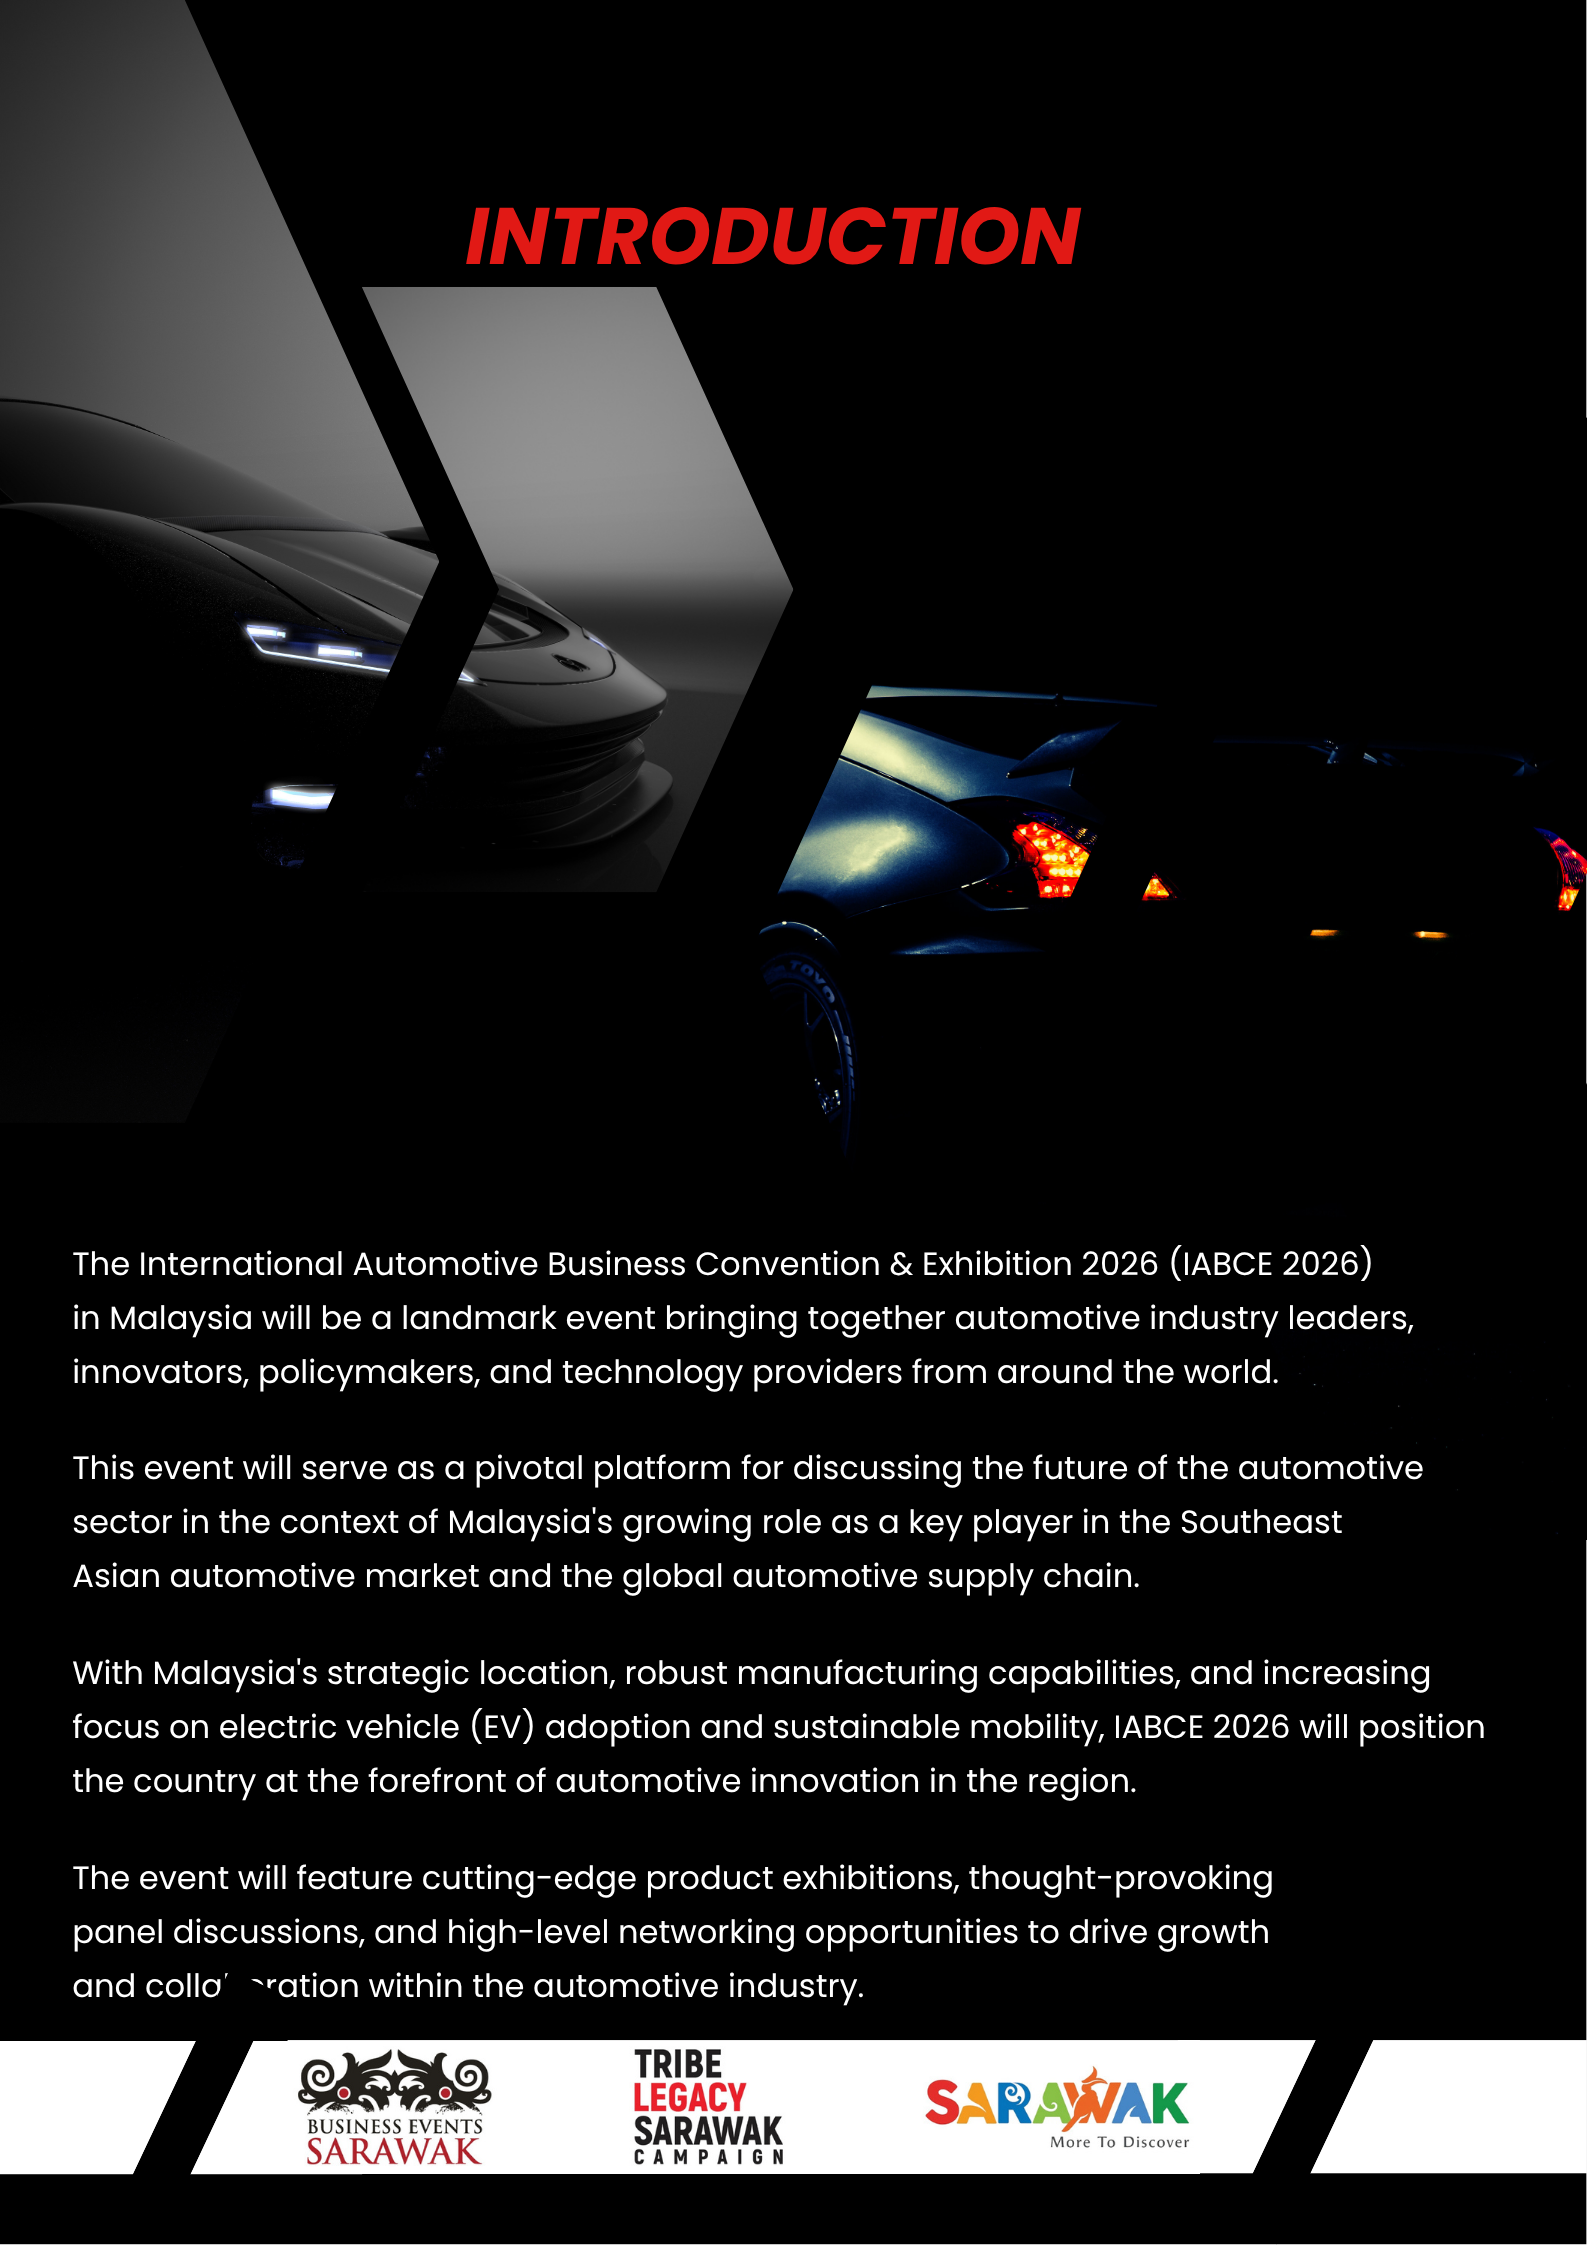 INTRODUCTION
TOYO
The International Automotive Business Convention & Exhibition 2026 (IABCE 2026)
in Malaysia will be a landmark event bringing together automotive industry leaders,
innovators, policymakers, and technology providers from around the world.
This event will serve as a pivotal platform for discussing the future of the automotive
sector in the context of Malaysia's growing role as a key player in the Southeast
Asian automotive market and the global automotive supply chain.
With Malaysia's strategic location, robust manufacturing capabilities, and increasing
focus on electric vehicle (EV) adoption and sustainable mobility, IABCE 2026 will position
the country at the forefront of automotive innovation in the region.
The event will feature cutting-edge product exhibitions, thought-provoking
panel discussions, and high-level networking opportunities to drive growth
and within the automotive industry.
BUSINESS EVENTS
SARAWAK
TRIBE
LEGACY
SARAWAK
CAMPAIGN
SARAWAK
More To Discover